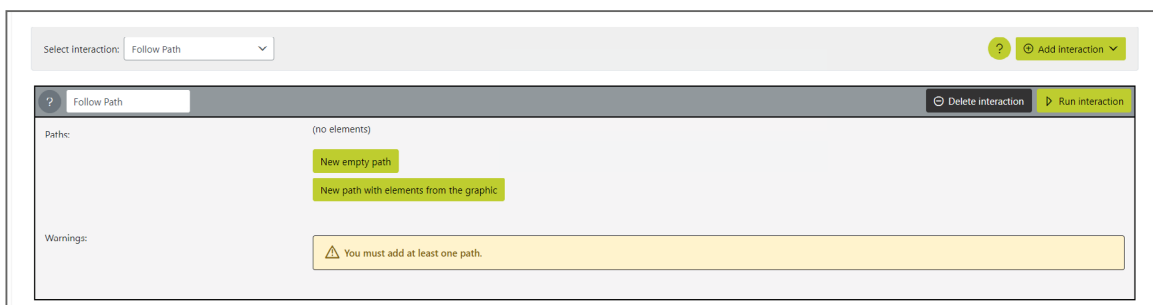 Select interaction: Follow Path
? Add interaction
? Follow Path Delete interaction Run interaction
Paths: (no elements)
New empty path
New path with elements from the graphic
Warnings: You must add at least one path.